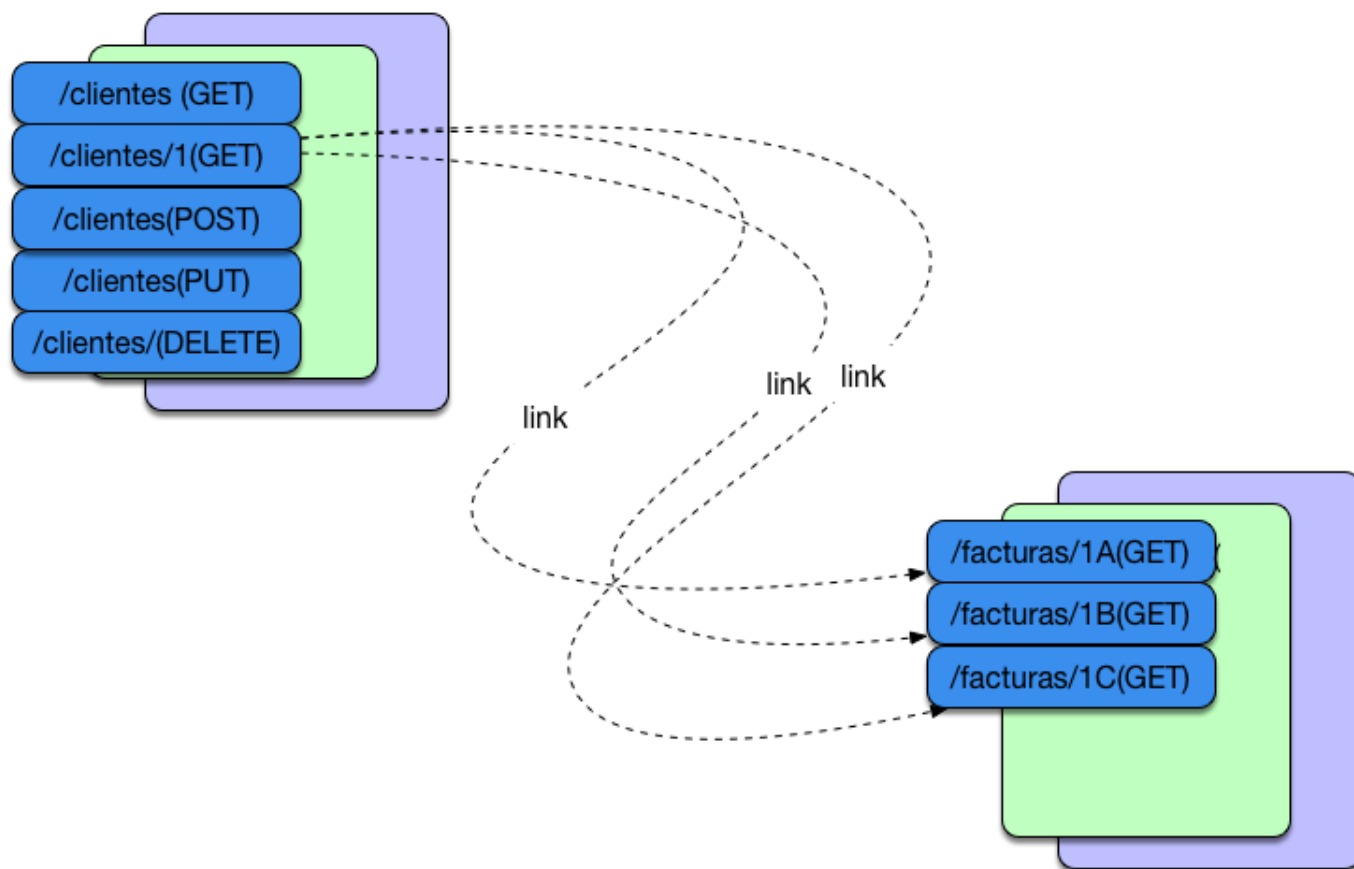 /clientes (GET)
/clientes/1(GET)
/clientes(POST)
/clientes(PUT)
/clientes/(DELETE)
link
link
link
/facturas/1A(GET) (
/facturas/1B(GET)
/facturas/1C(GET)